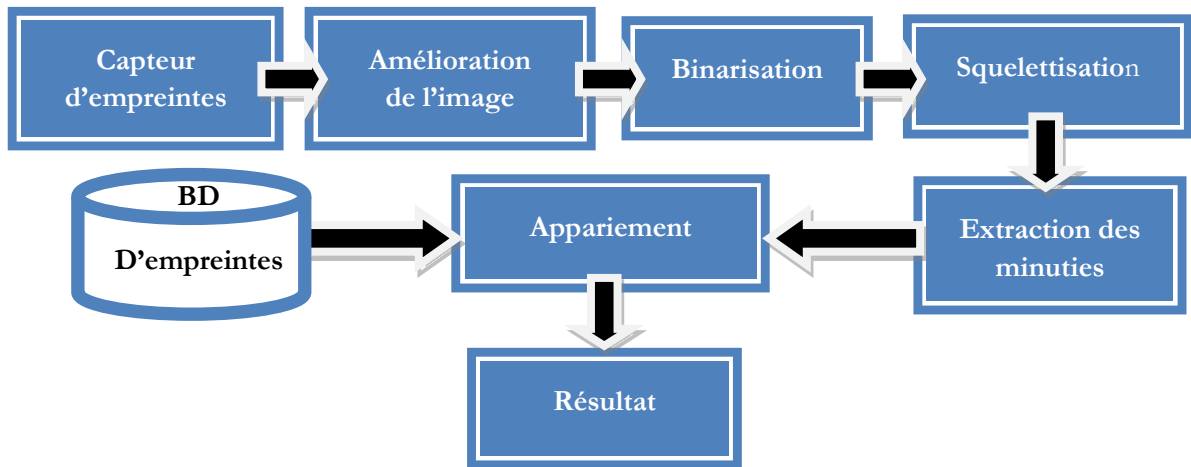 Capteur
d'empreintes
Amélioration
de l'image
Binarisation
Squelettisation
BD
D'empreintes
Appariement
Extraction des
minuties
Résultat